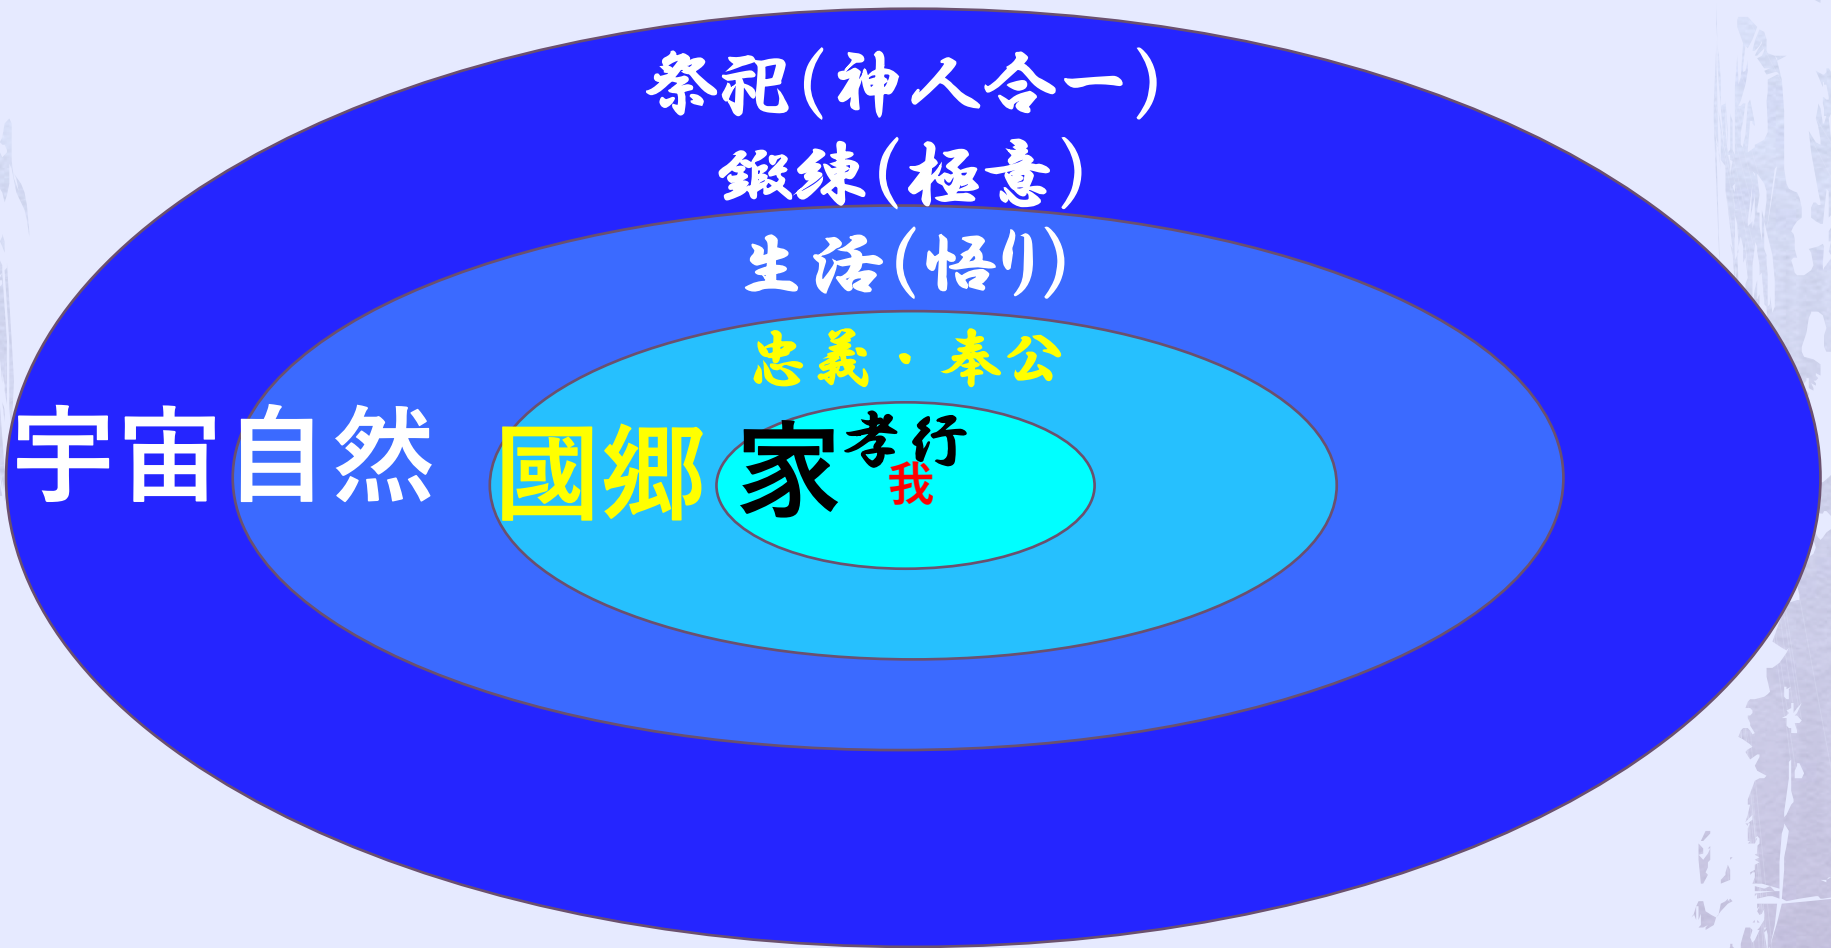 祭祀(神人合一)
鍛練(極意)
生活(悟り)
忠義・奉公
宇宙自然
國郷
家
孝行
我